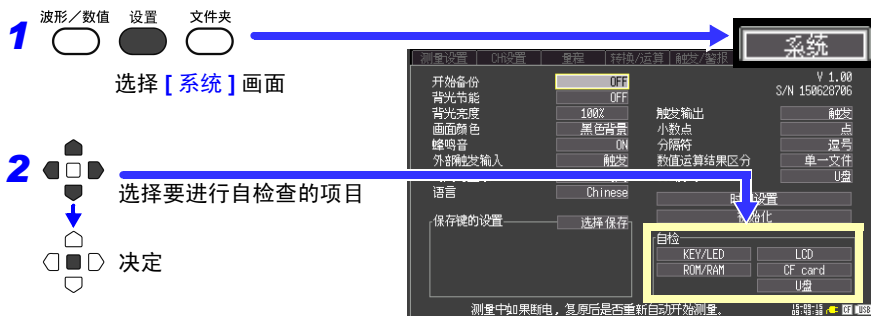 波形／数值 设置 文件夹
1
选择 [ 系统 ] 画面
系统
测量设置 CH设置 量程 转换/运算 触发/警报
V 1.00
S/N 150628706
开始备份 OFF
背光节能 OFF
背光亮度 100% 触发输出 触发
画面颜色 黑色背景 小数点 点
蜂鸣音 ON 分隔符 逗号
外部触发输入 触发 数值运算结果区分 单一文件
U盘
语言 Chinese
设置
保存键的设置 选择保存
自检
KEY/LED LCD
ROM/RAM CF card
U盘
测量中如果断电，复原后是否重新自动开始测量。
CF USB
2
选择要进行自检查的项目
决定